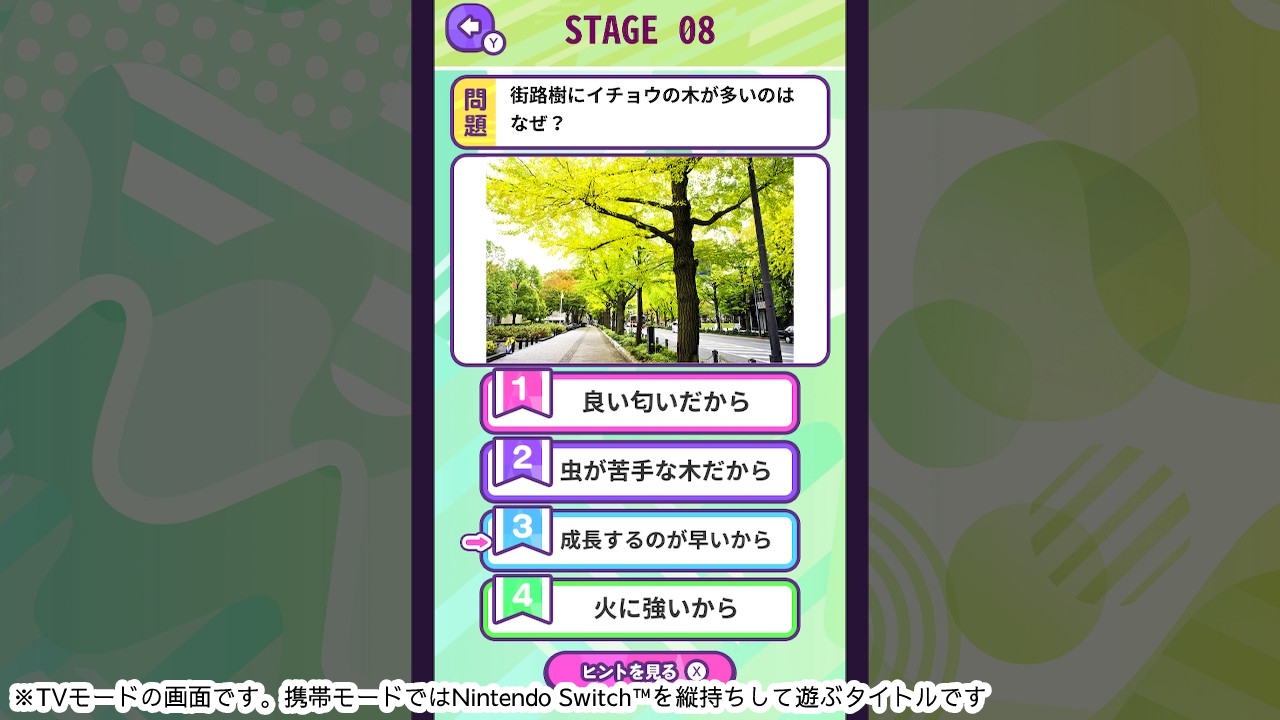 Y
STAGE 08
問題
街路樹にイチョウの木が多いのは
なぜ？
1 良い匂いだから
2 虫が苦手な木だから
3 成長するのが早いから
4 火に強いから
ヒントを見る X
※TVモードの画面です。携帯モードではNintendo Switch™を縦持ちして遊ぶタイトルです